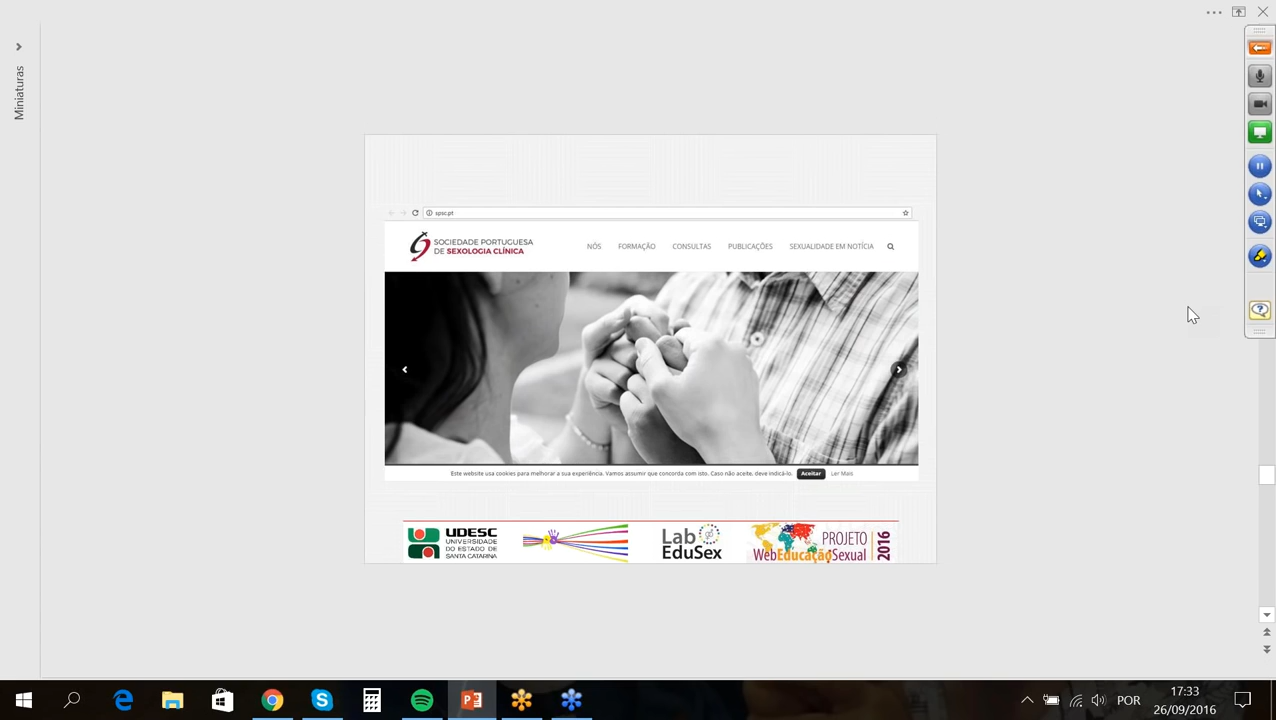 Miniaturas
spsc.pt
SOCIEDADE PORTUGUESA
DE SEXOLOGIA CLÍNICA
NÓS FORMAÇÃO CONSULTAS PUBLICAÇÕES SEXUALIDADE EM NOTÍCIA
Este website usa cookies para melhorar a sua experiência. Vamos assumir que concorda com isto. Caso não aceite, deve indicá-lo. Aceitar Ler Mais
UDESC
UNIVERSIDADE
DO ESTADO DE
SANTA CATARINA
Lab
EduSex
PROJETO
WebEducaçãoSexual
2016
POR
17:33
26/09/2016